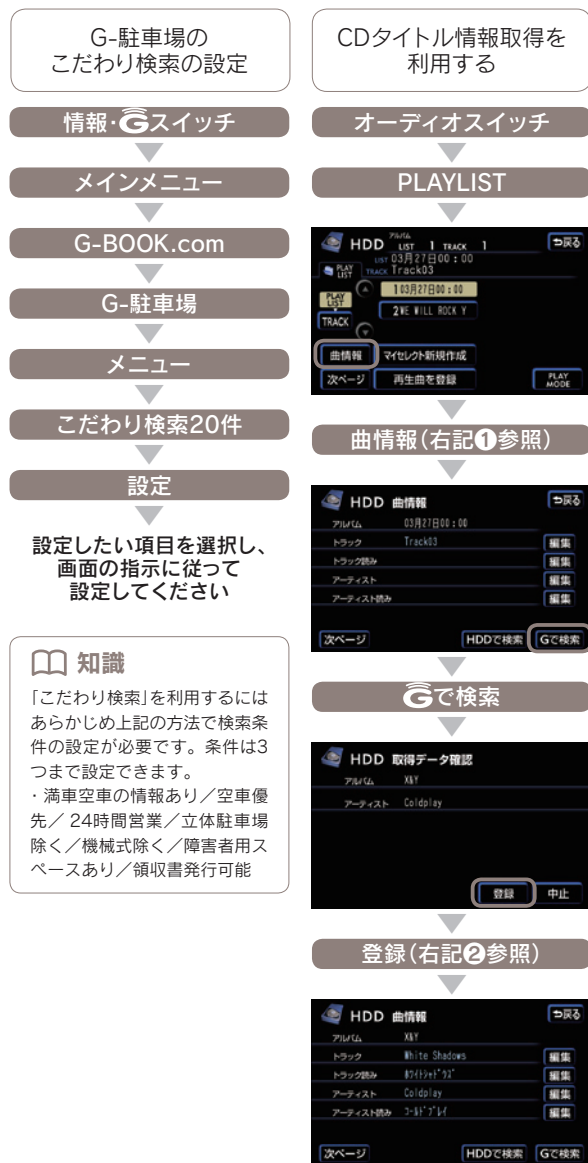 G-駐車場の
こだわり検索の設定
情報・Gスイッチ
メインメニュー
G-BOOK.com
G-駐車場
メニュー
こだわり検索20件
設定
設定したい項目を選択し、
画面の指示に従って
設定してください
知識
「こだわり検索」を利用するには
あらかじめ上記の方法で検索条
件の設定が必要です。条件は3
つまで設定できます。
・満車空車の情報あり／空車優
先／24時間営業／立体駐車場
除く／機械式除く／障害者用ス
ペースあり／領収書発行可能
CDタイトル情報取得を
利用する
オーディオスイッチ
PLAYLIST
HDD アルバム LIST 1 TRACK 1 戻る
LIST 03月27日00:00
PLAY LIST TRACK Track03
1 03月27日00:00
PLAY LIST
2 WE WILL ROCK Y
TRACK
曲情報 マイセレクト新規作成
次ページ 再生曲を登録 PLAY MODE
曲情報（右記❶参照）
HDD 曲情報 戻る
アルバム 03月27日00:00
トラック Track03 編集
トラック読み 編集
アーティスト 編集
アーティスト読み 編集
次ページ HDDで検索 Gで検索
Gで検索
HDD 取得データ確認
アルバム X&Y
アーティスト Coldplay
登録 中止
登録（右記❷参照）
HDD 曲情報 戻る
アルバム X&Y
トラック White Shadows 編集
トラック読み ﾎﾜｲﾄｼｬﾄﾞｳｽﾞ 編集
アーティスト Coldplay 編集
アーティスト読み ｺｰﾙﾄﾞﾌﾟﾚｲ 編集
次ページ HDDで検索 Gで検索